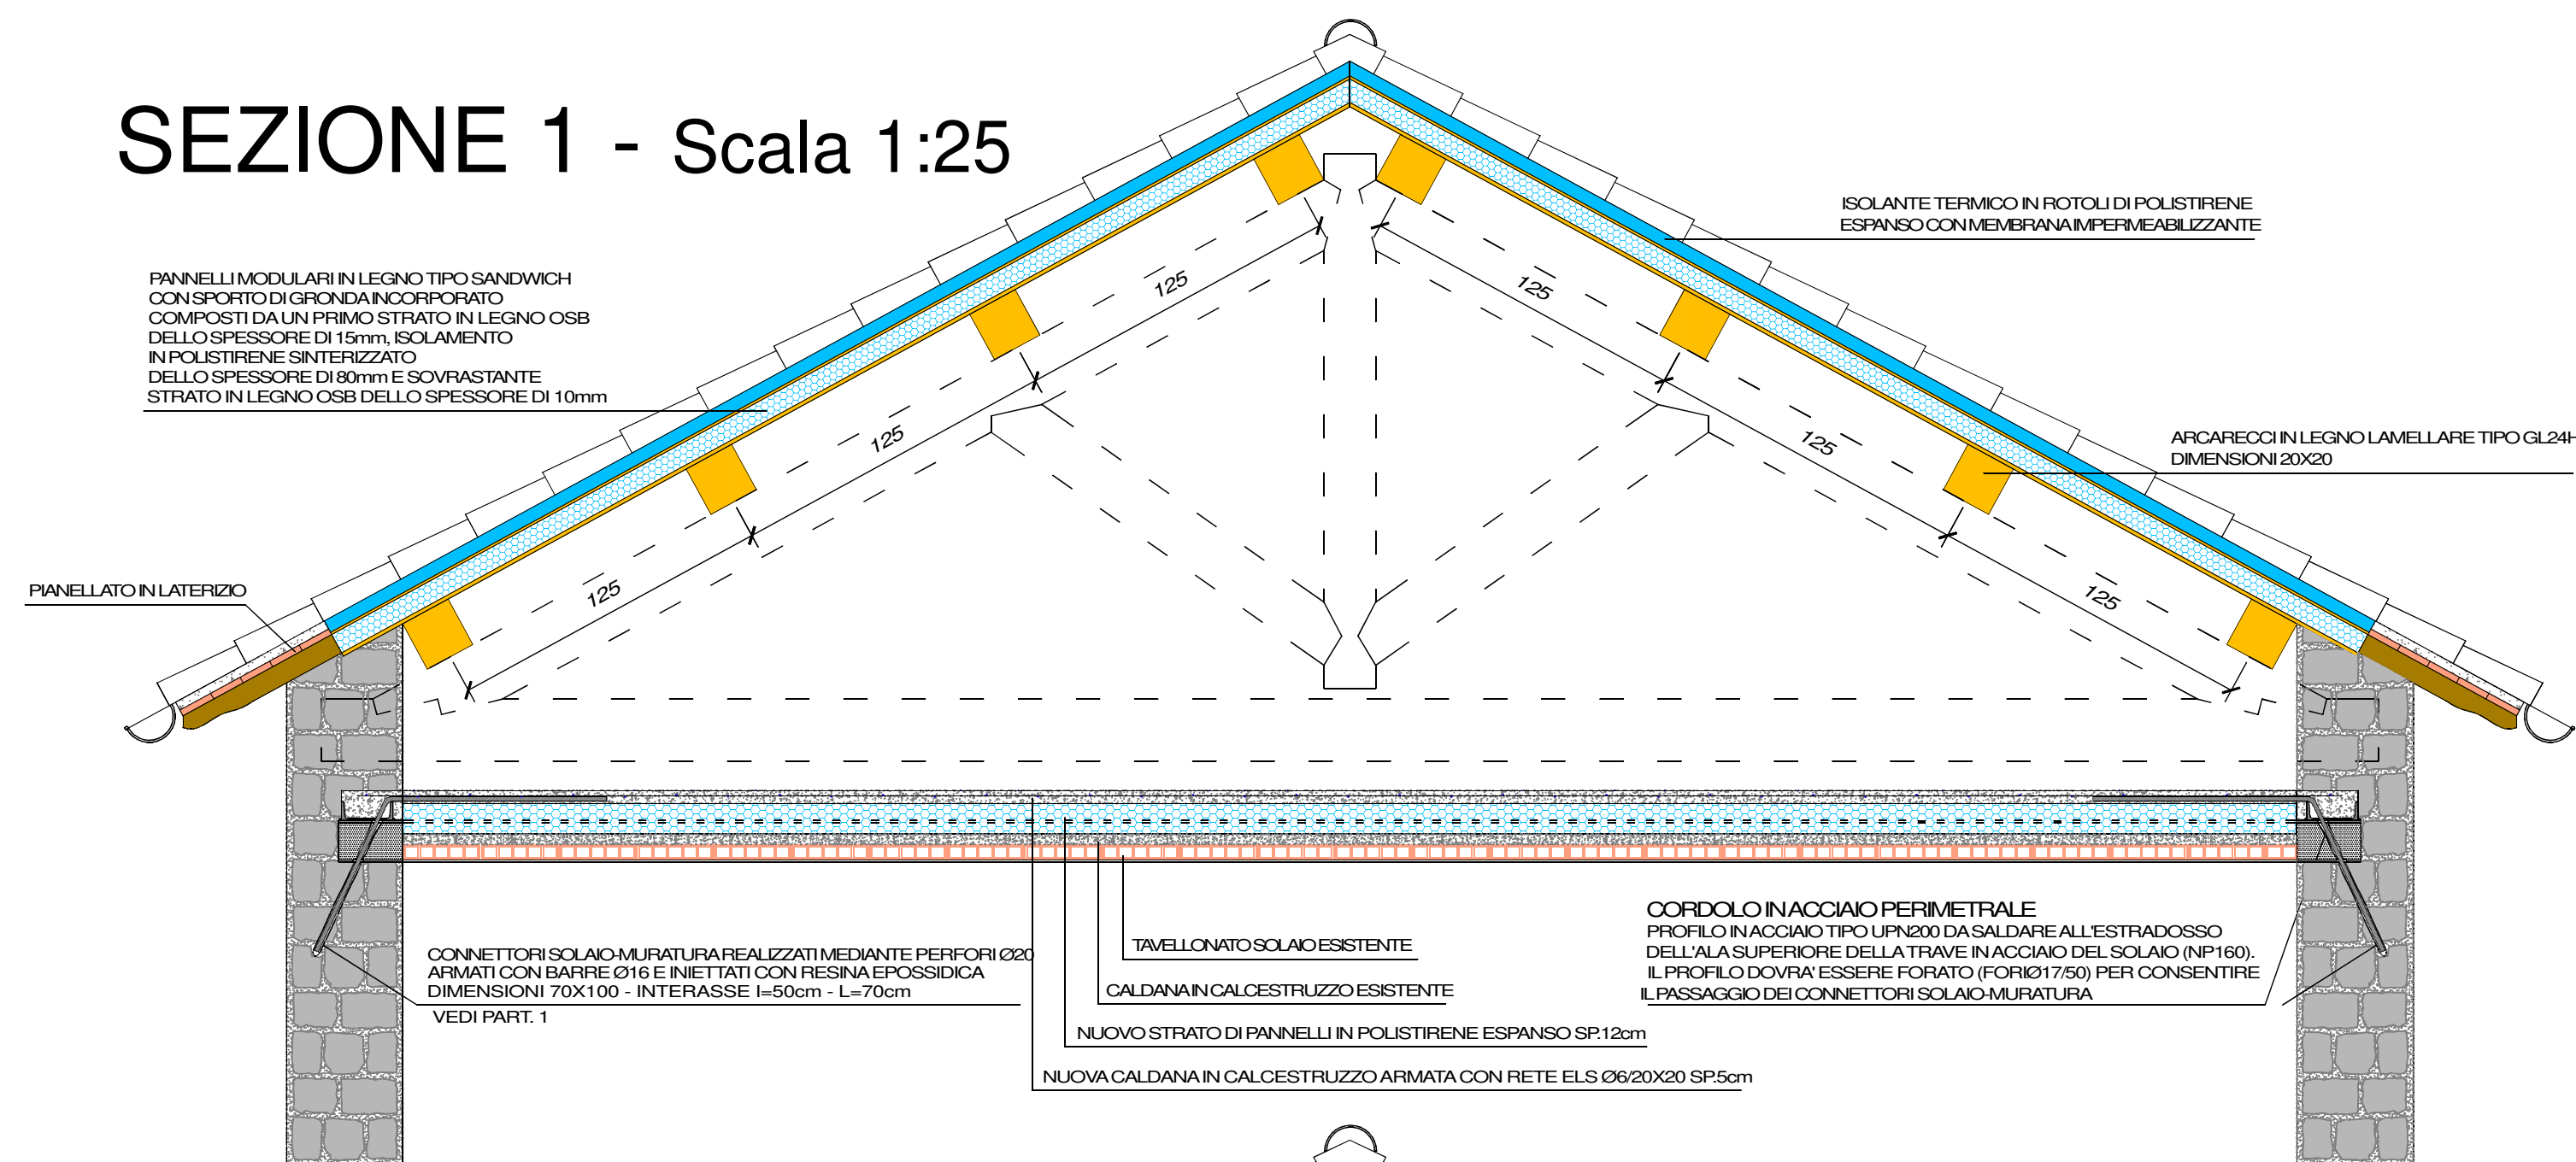 SEZIONE 1 - Scala 1:25
ISOLANTE TERMICO IN ROTOLI DI POLISTIRENE
ESPANSO CON MEMBRANA IMPERMEABILIZZANTE
PANNELLI MODULARI IN LEGNO TIPO SANDWICH
CON SPORTO DI GRONDA INCORPORATO
COMPOSTI DA UN PRIMO STRATO IN LEGNO OSB
DELLO SPESSORE DI 15mm, ISOLAMENTO
IN POLISTIRENE SINTERIZZATO
DELLO SPESSORE DI 80mm E SOVRASTANTE
STRATO IN LEGNO OSB DELLO SPESSORE DI 10mm
125
125
125
125
125
125
ARCARECCI IN LEGNO LAMELLARE TIPO GL24H
DIMENSIONI 20X20
PIANELLATO IN LATERIZIO
CONNETTORI SOLAIO-MURATURA REALIZZATI MEDIANTE PERFORI Ø20
ARMATI CON BARRE Ø16 E INIETTATI CON RESINA EPOSSIDICA
DIMENSIONI 70X100 - INTERASSE I=50cm - L=70cm
VEDI PART. 1
TAVELLONATO SOLAIO ESISTENTE
CALDANA IN CALCESTRUZZO ESISTENTE
NUOVO STRATO DI PANNELLI IN POLISTIRENE ESPANSO SP.12cm
NUOVA CALDANA IN CALCESTRUZZO ARMATA CON RETE ELS Ø6/20X20 SP.5cm
CORDOLO IN ACCIAIO PERIMETRALE
PROFILO IN ACCIAIO TIPO UPN200 DA SALDARE ALL'ESTRADOSSO
DELL'ALA SUPERIORE DELLA TRAVE IN ACCIAIO DEL SOLAIO (NP160).
IL PROFILO DOVRA' ESSERE FORATO (FORIØ17/50) PER CONSENTIRE
IL PASSAGGIO DEI CONNETTORI SOLAIO-MURATURA